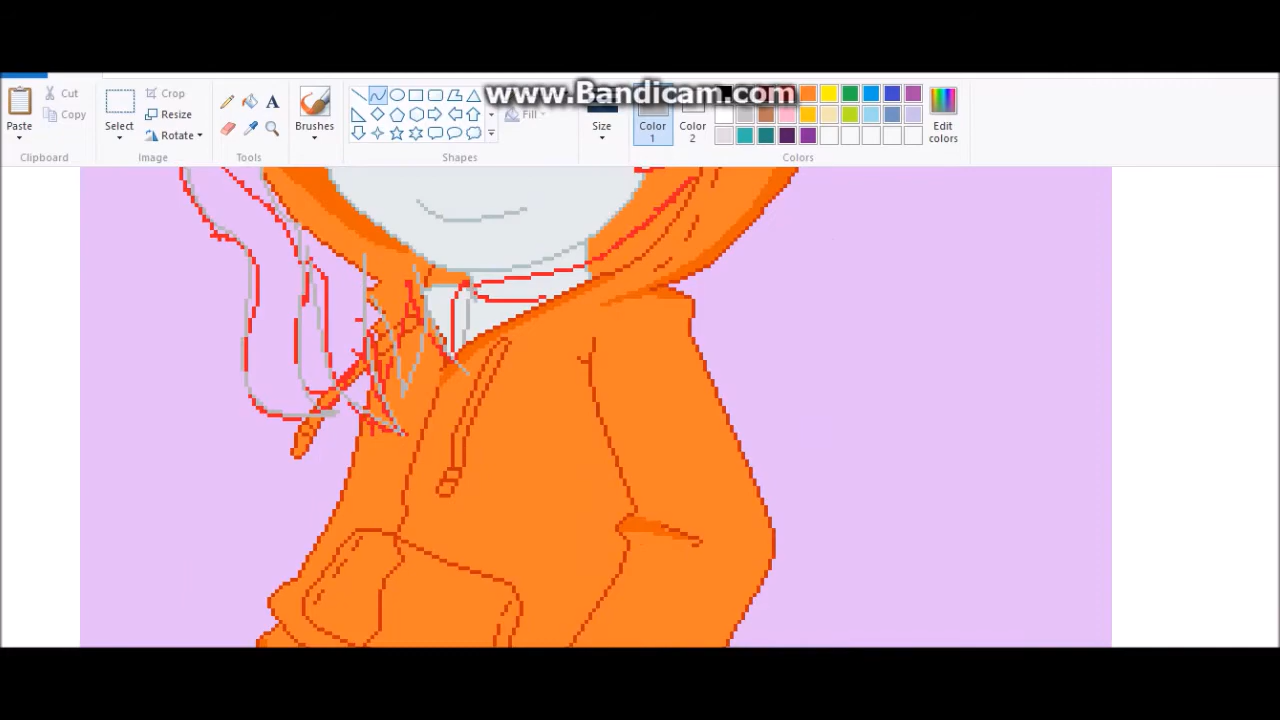 www.Bandicam.com
Paste
Cut
Copy
Clipboard
Select
Crop
Resize
Rotate
Image
A
Tools
Brushes
Fill
Shapes
Size
Color 1
Color 2
Edit colors
Colors